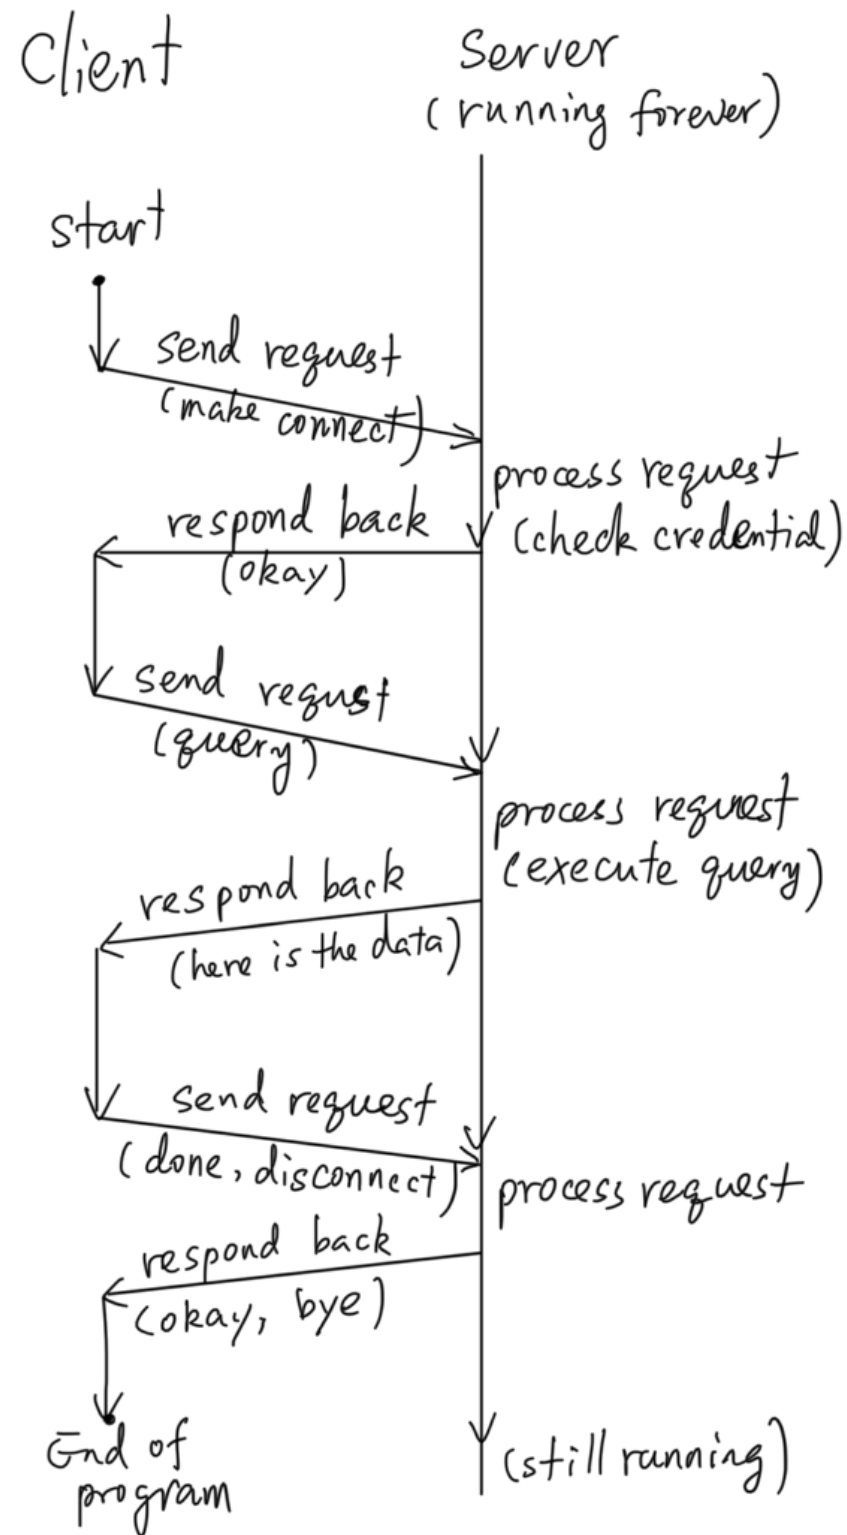 Client
Server
(running forever)
start
send request
(make connect)
process request
(check credential)
respond back
(okay)
send requst
(query)
process request
(execute query)
respond back
(here is the data)
send request
(done, disconnect)
process request
respond back
(okay, bye)
End of
program
(still running)